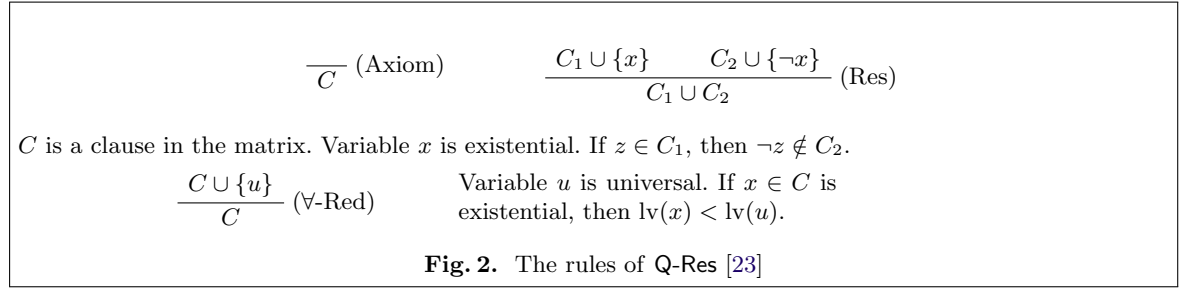 C (Axiom)
C₁ ∪ {x} C₂ ∪ {¬x}
C₁ ∪ C₂ (Res)
C is a clause in the matrix. Variable x is existential. If z ∈ C₁, then ¬z ∉ C₂.
C ∪ {u}
C (∀-Red)
Variable u is universal. If x ∈ C is
existential, then lv(x) < lv(u).
Fig. 2. The rules of Q-Res [23]